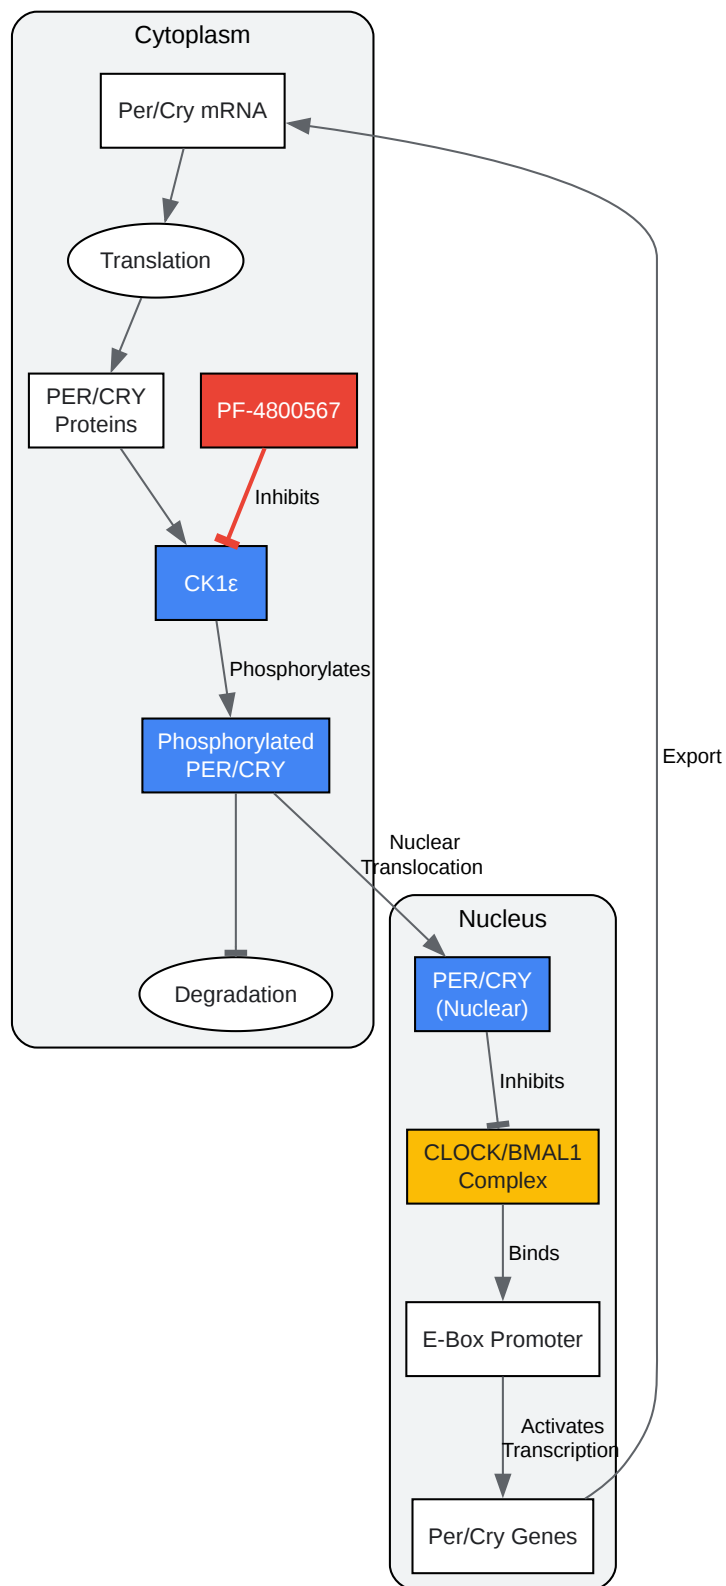 Cytoplasm
Per/Cry mRNA
Translation
PER/CRY
Proteins
PF-4800567
Inhibits
CK1ε
Phosphorylates
Phosphorylated
PER/CRY
Export
Nuclear
Translocation
Degradation
Nucleus
PER/CRY
(Nuclear)
Inhibits
CLOCK/BMAL1
Complex
Binds
E-Box Promoter
Activates
Transcription
Per/Cry Genes